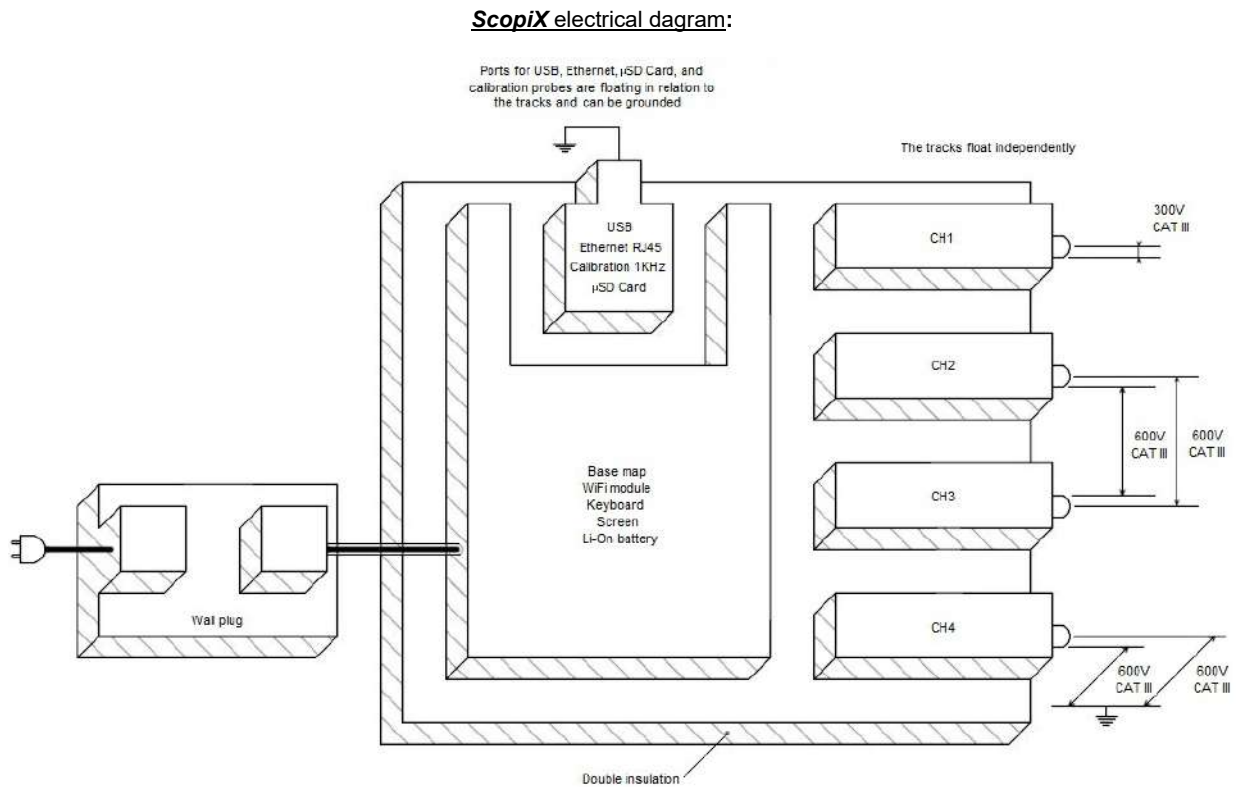 ScopiX electrical dagram:
Ports for USB, Ethernet, µSD Card, and
calibration probes are floating in relation to
the tracks and can be grounded
The tracks float independently
USB
Ethernet RJ45
Calibration 1KHz
µSD Card
CH1
300V
CAT III
CH2
600V
CAT III
600V
CAT III
Base map
WiFi module
Keyboard
Screen
Li-On battery
CH3
Wall plug
CH4
600V
CAT III
600V
CAT III
Double insulation